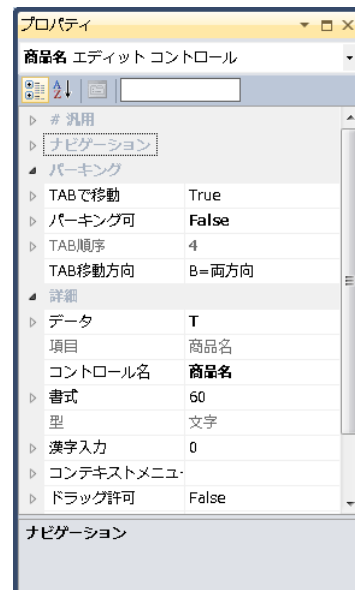 プロパティ
商品名 エディット コントロール
# 汎用
ナビゲーション
パーキング
TABで移動 True
パーキング可 False
TAB順序 4
TAB移動方向 B=両方向
詳細
データ T
項目 商品名
コントロール名 商品名
書式 60
型 文字
漢字入力 0
コンテキストメニュー
ドラッグ許可 False
ナビゲーション